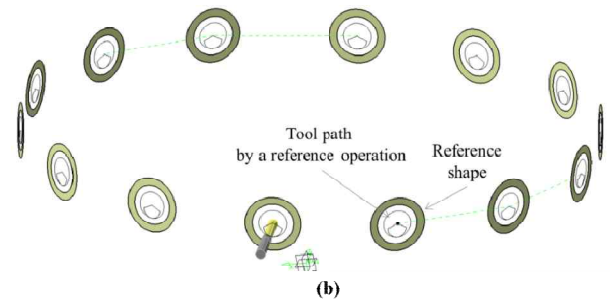 Tool path
by a reference operation
Reference
shape
(b)